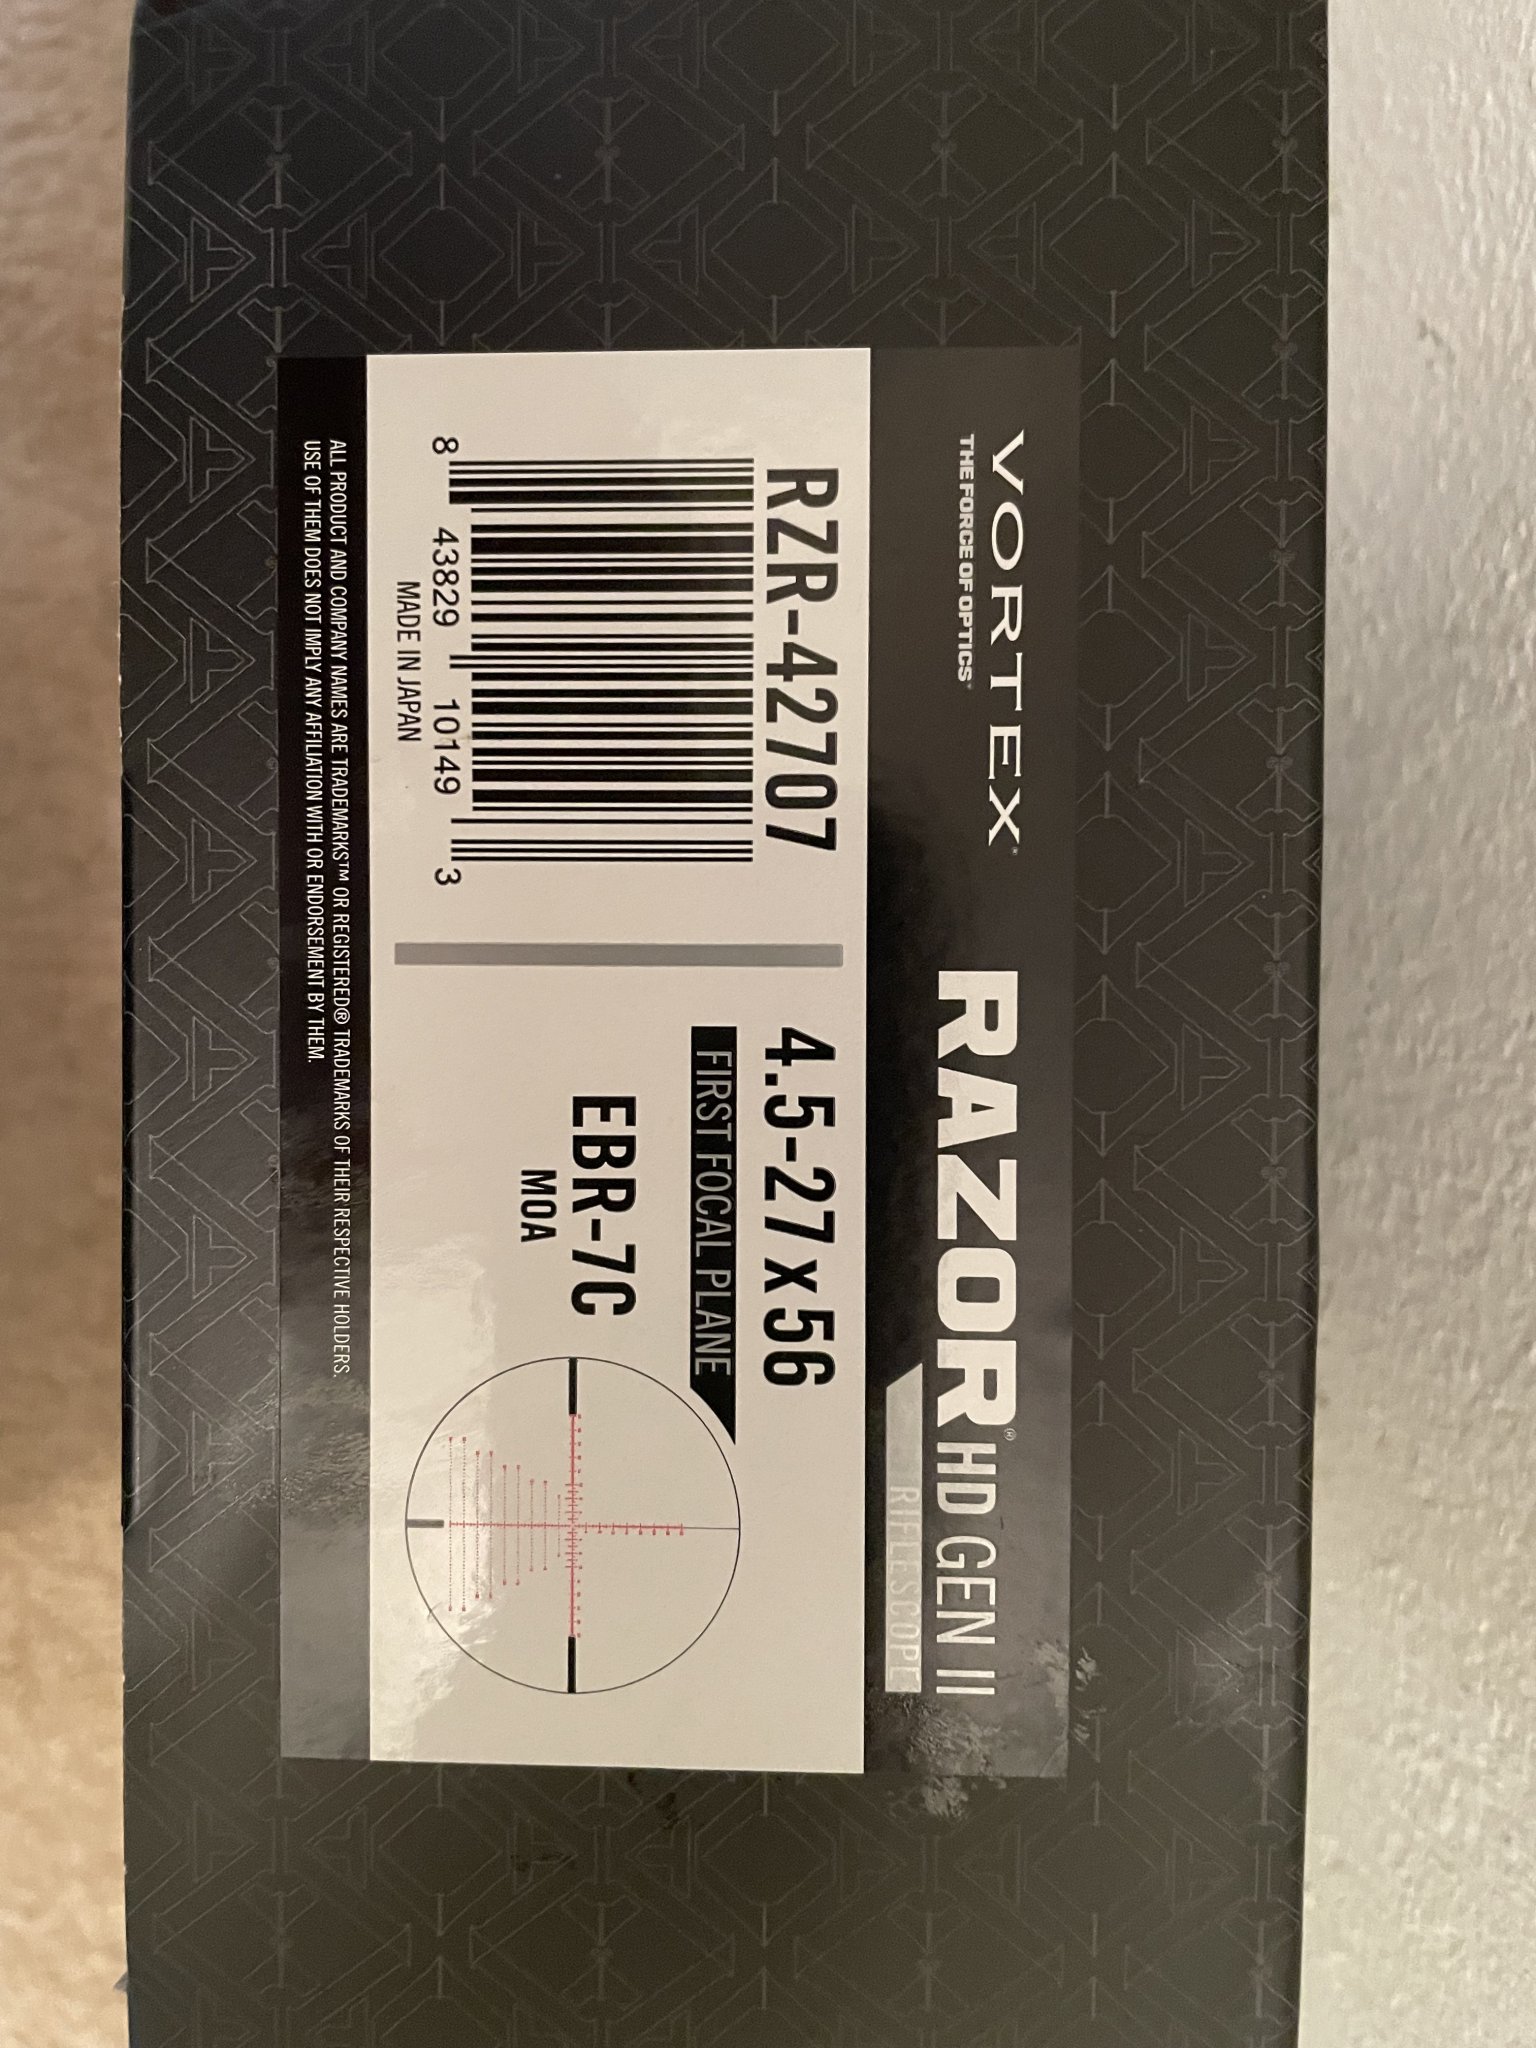 VORTEX®
THE FORCE OF OPTICS®
RAZOR® HD GEN II
RIFLESCOPE
RZR-42707
8 43829 10149 3
MADE IN JAPAN
4.5-27x56
FIRST FOCAL PLANE
EBR-7C
MOA
ALL PRODUCT AND COMPANY NAMES ARE TRADEMARKS™ OR REGISTERED® TRADEMARKS OF THEIR RESPECTIVE HOLDERS.
USE OF THEM DOES NOT IMPLY ANY AFFILIATION WITH OR ENDORSEMENT BY THEM.